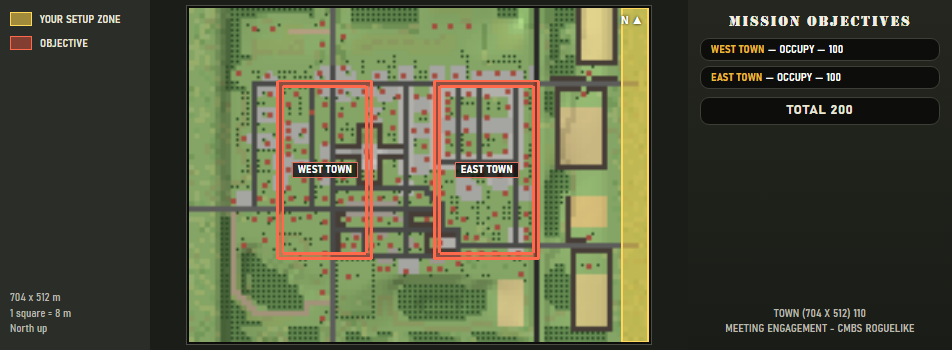 YOUR SETUP ZONE
OBJECTIVE
704 x 512 m
1 square = 8 m
North up
N ▲
WEST TOWN
EAST TOWN
MISSION OBJECTIVES
WEST TOWN — OCCUPY — 100
EAST TOWN — OCCUPY — 100
TOTAL 200
TOWN (704 X 512) 110
MEETING ENGAGEMENT - CMBS ROGUELIKE